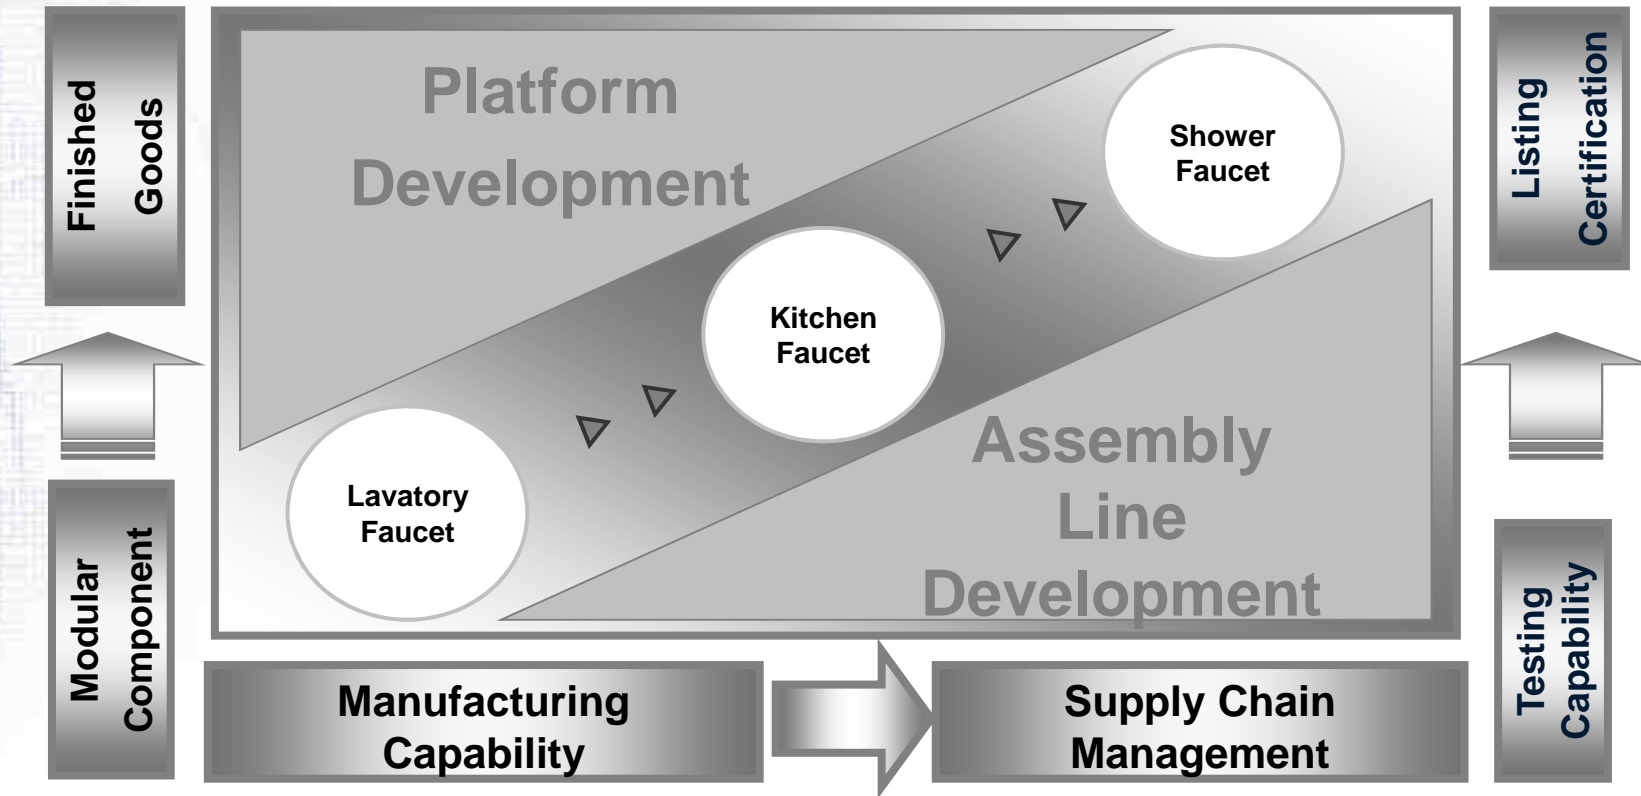 Finished
Goods
Modular
Component
Platform
Development
Shower
Faucet
Kitchen
Faucet
Lavatory
Faucet
Assembly
Line
Development
Manufacturing
Capability
Supply Chain
Management
Listing
Certification
Testing
Capability